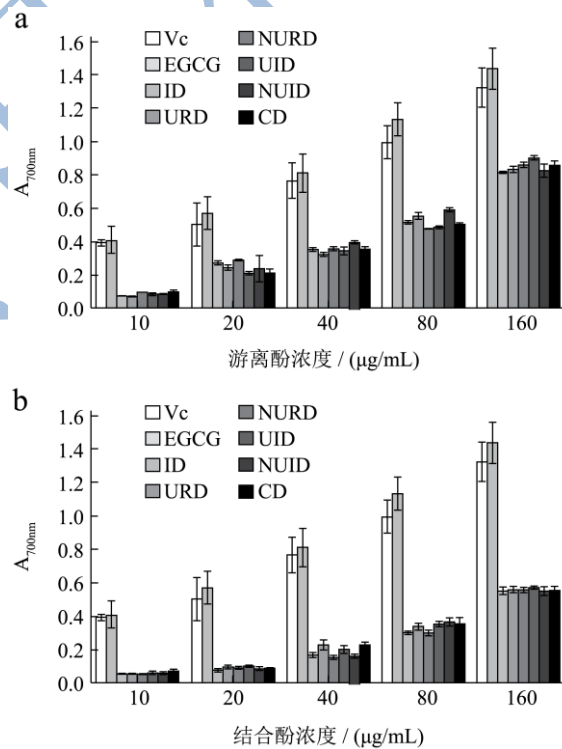 a
Vc NURD
EGCG UID
ID NUID
URD CD
A700nm
1.6
1.4
1.2
1.0
0.8
0.6
0.4
0.2
0.0
10 20 40 80 160
游离酚浓度 / (μg/mL)
b
Vc NURD
EGCG UID
ID NUID
URD CD
A700nm
1.6
1.4
1.2
1.0
0.8
0.6
0.4
0.2
0.0
10 20 40 80 160
结合酚浓度 / (μg/mL)